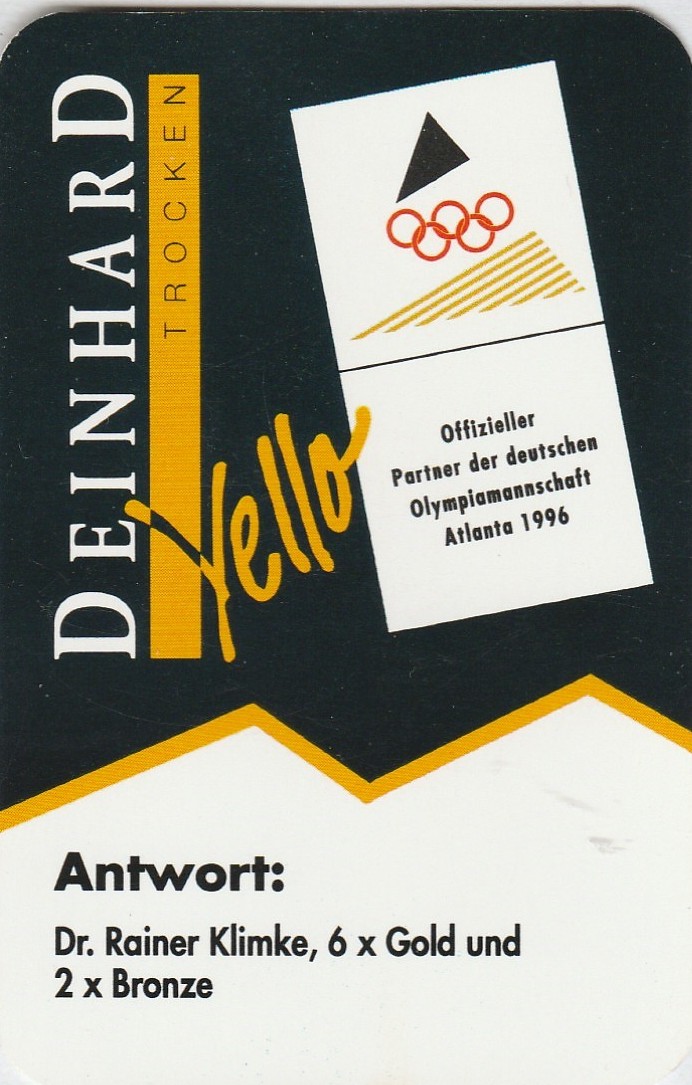 DEINHARD
TROCKEN
Yello
Offizieller
Partner der deutschen
Olympiamannschaft
Atlanta 1996
Antwort:
Dr. Rainer Klimke, 6 x Gold und
2 x Bronze